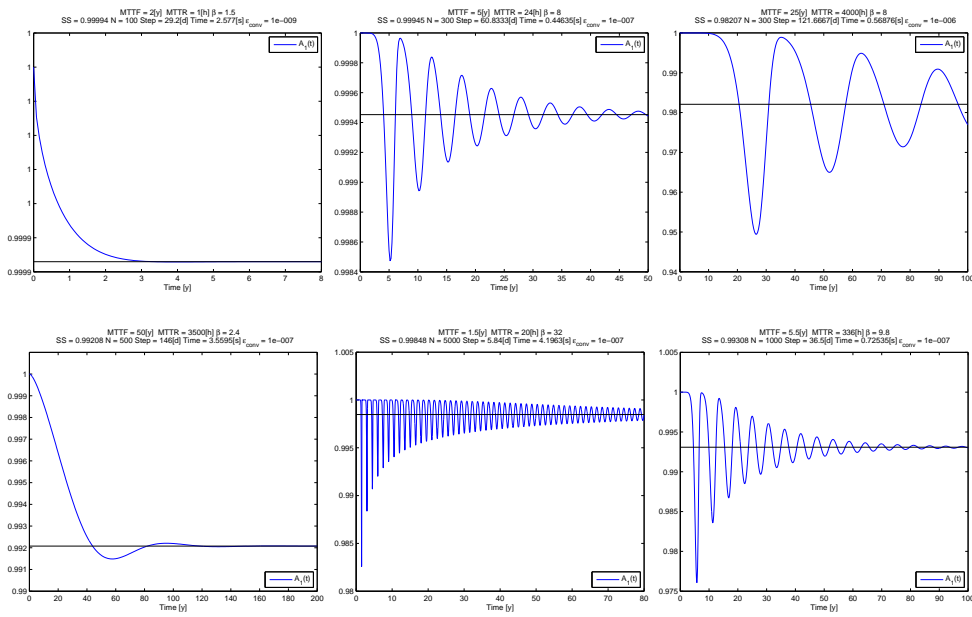 MTTF = 2[y] MTTR = 1[h] β = 1.5
SS = 0.99994 N = 100 Step = 29.2[d] Time = 2.577[s] ε_conv = 1e−009
1
1
1
1
1
0.9999
0.9999
0 1 2 3 4 5 6 7 8
Time [y]
A_1(t)
MTTF = 5[y] MTTR = 24[h] β = 8
SS = 0.99945 N = 300 Step = 60.8333[d] Time = 0.44635[s] ε_conv = 1e−007
1
0.9998
0.9996
0.9994
0.9992
0.999
0.9988
0.9986
0.9984
0 5 10 15 20 25 30 35 40 45 50
Time [y]
A_1(t)
MTTF = 25[y] MTTR = 4000[h] β = 8
SS = 0.98207 N = 300 Step = 121.6667[d] Time = 0.56876[s] ε_conv = 1e−006
1
0.99
0.98
0.97
0.96
0.95
0.94
0 10 20 30 40 50 60 70 80 90 100
Time [y]
A_1(t)
MTTF = 50[y] MTTR = 3500[h] β = 2.4
SS = 0.99208 N = 500 Step = 146[d] Time = 3.5595[s] ε_conv = 1e−007
1
0.999
0.998
0.997
0.996
0.995
0.994
0.993
0.992
0.991
0.99
0 20 40 60 80 100 120 140 160 180 200
Time [y]
A_1(t)
MTTF = 1.5[y] MTTR = 20[h] β = 32
SS = 0.99848 N = 5000 Step = 5.84[d] Time = 4.1963[s] ε_conv = 1e−007
1.005
1
0.995
0.99
0.985
0.98
0 10 20 30 40 50 60 70 80
Time [y]
A_1(t)
MTTF = 5.5[y] MTTR = 336[h] β = 9.8
SS = 0.99308 N = 1000 Step = 36.5[d] Time = 0.72535[s] ε_conv = 1e−007
1.005
1
0.995
0.99
0.985
0.98
0.975
0 10 20 30 40 50 60 70 80 90 100
Time [y]
A_1(t)